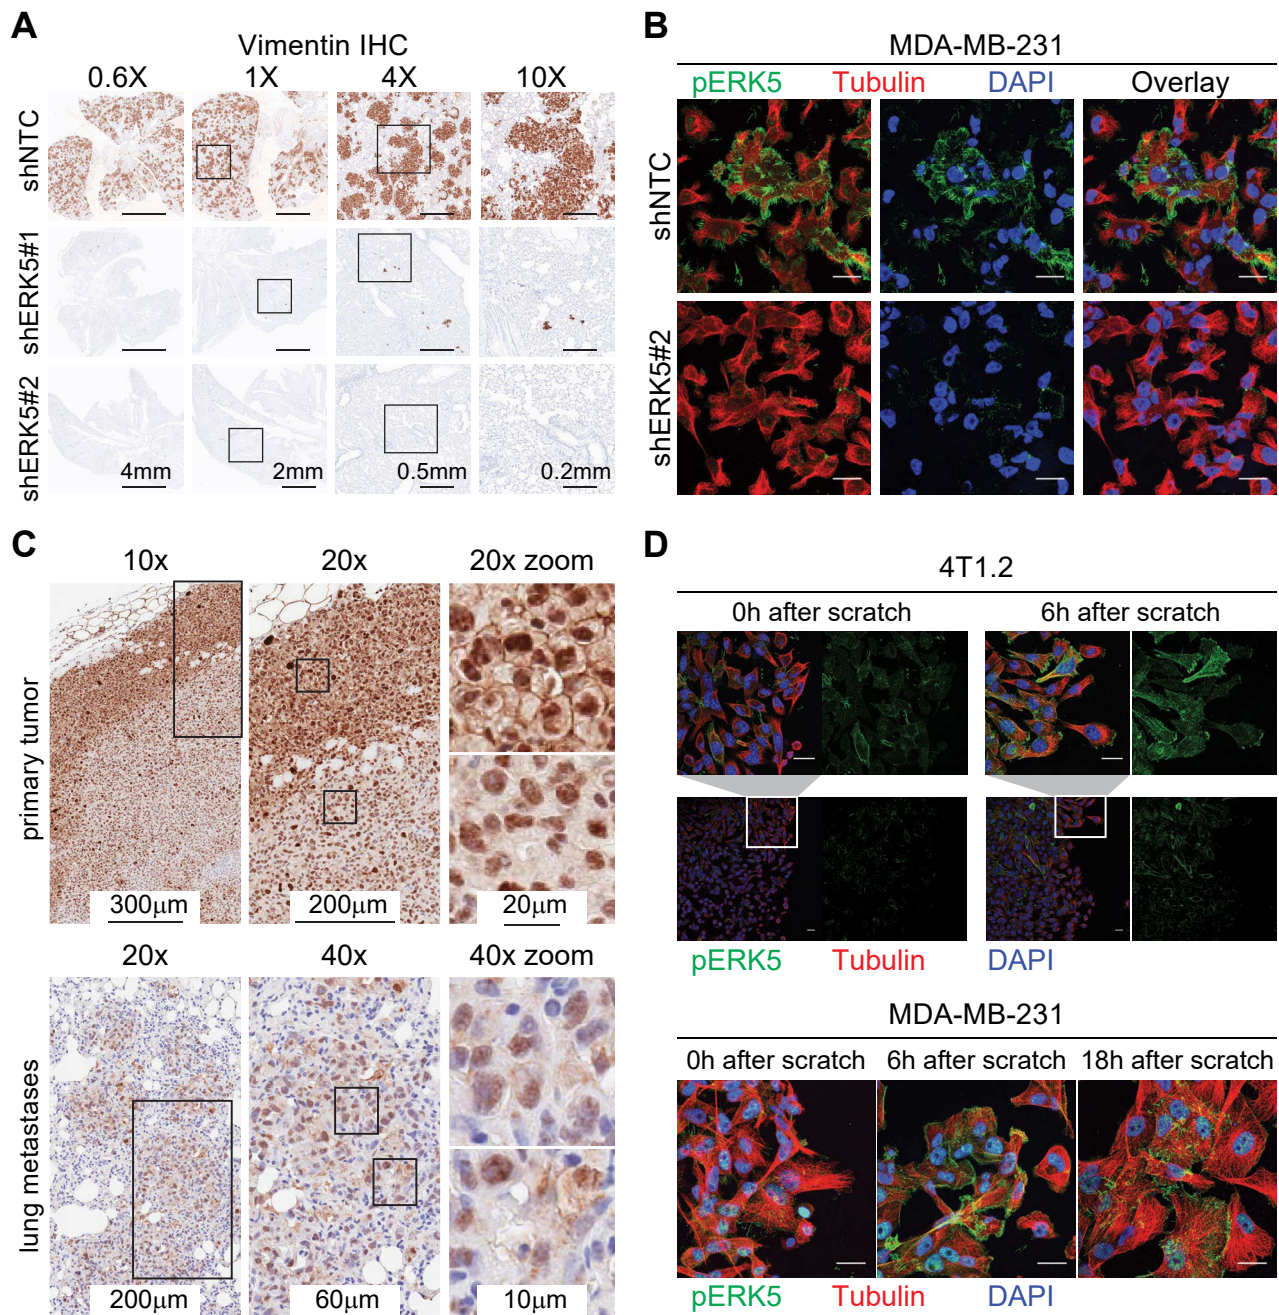 A
Vimentin IHC
0.6X 1X 4X 10X
shNTC
shERK5#1
shERK5#2
4mm 2mm 0.5mm 0.2mm
B
MDA-MB-231
pERK5 Tubulin DAPI Overlay
shNTC
shERK5#2
C
10x 20x 20x zoom
primary tumor
300μm 200μm 20μm
20x 40x 40x zoom
lung metastases
200μm 60μm 10μm
D
4T1.2
0h after scratch 6h after scratch
pERK5 Tubulin DAPI
MDA-MB-231
0h after scratch 6h after scratch 18h after scratch
pERK5 Tubulin DAPI